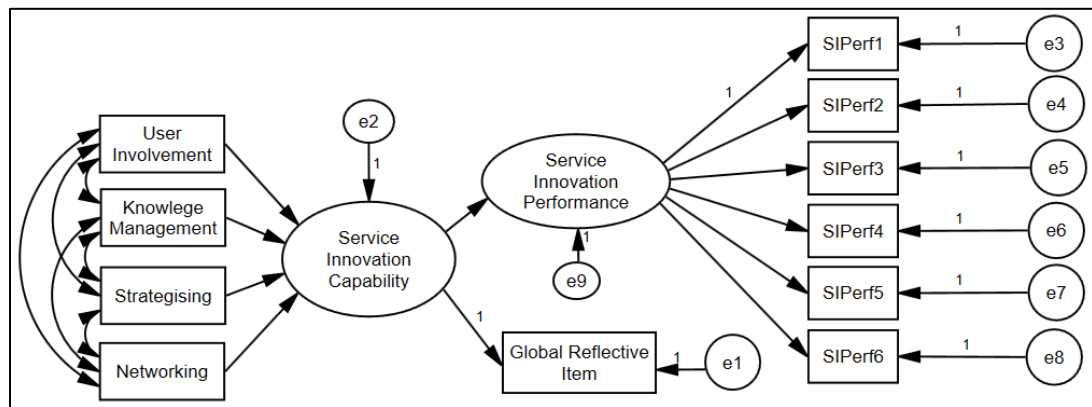 User
Involvement
Knowlege
Management
Strategising
Networking
e2
1
Service
Innovation
Capability
Service
Innovation
Performance
1
e9
1
Global Reflective
Item
1
e1
1
SIPerf1
1
e3
SIPerf2
1
e4
SIPerf3
1
e5
SIPerf4
1
e6
SIPerf5
1
e7
SIPerf6
1
e8